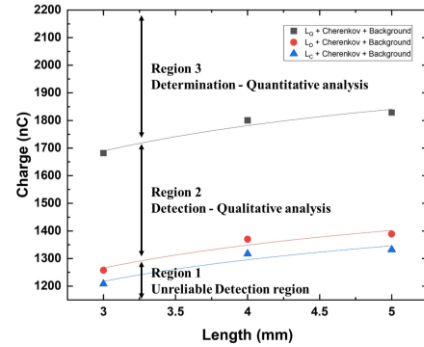 2200
2100
2000
1900
1800
1700
1600
1500
1400
1300
1200
Charge (nC)
L_Q + Cherenkov + Background
L_D + Cherenkov + Background
L_C + Cherenkov + Background
Region 3
Determination - Quantitative analysis
Region 2
Detection - Qualitative analysis
Region 1
Unreliable Detection region
3 3.5 4 4.5 5
Length (mm)